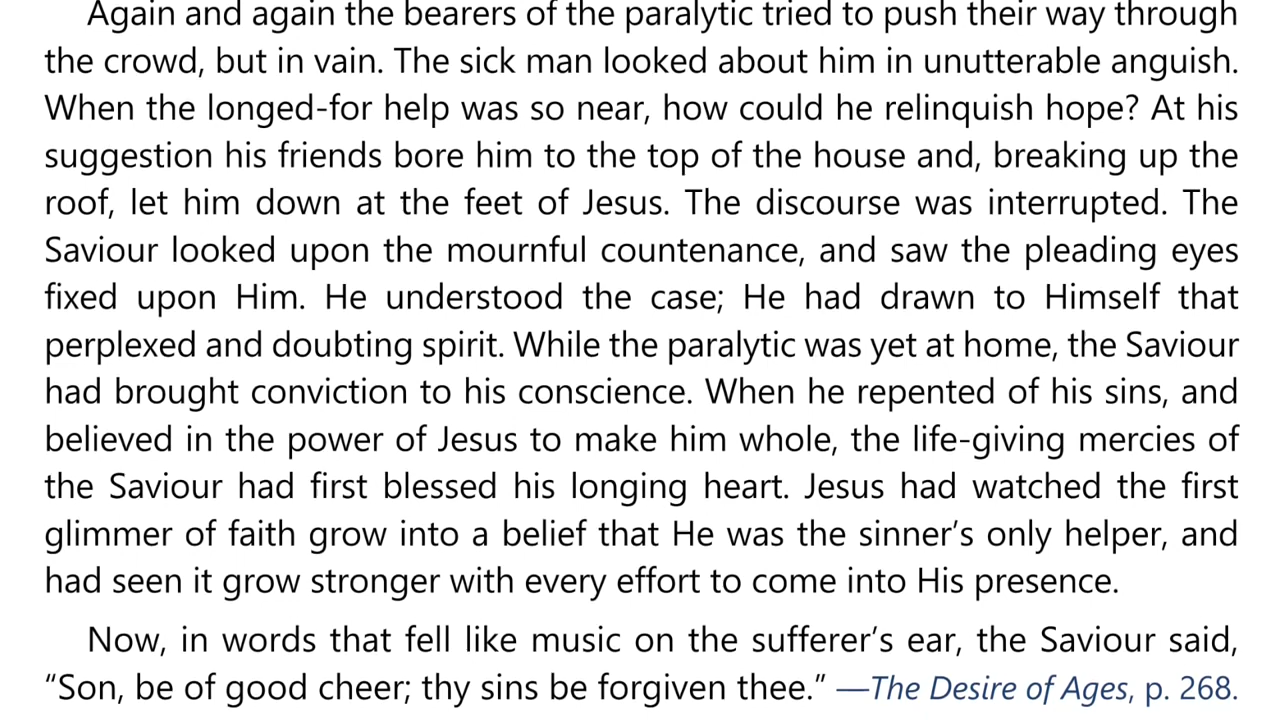 Again and again the bearers of the paralytic tried to push their way through
the crowd, but in vain. The sick man looked about him in unutterable anguish.
When the longed-for help was so near, how could he relinquish hope? At his
suggestion his friends bore him to the top of the house and, breaking up the
roof, let him down at the feet of Jesus. The discourse was interrupted. The
Saviour looked upon the mournful countenance, and saw the pleading eyes
fixed upon Him. He understood the case; He had drawn to Himself that
perplexed and doubting spirit. While the paralytic was yet at home, the Saviour
had brought conviction to his conscience. When he repented of his sins, and
believed in the power of Jesus to make him whole, the life-giving mercies of
the Saviour had first blessed his longing heart. Jesus had watched the first
glimmer of faith grow into a belief that He was the sinner’s only helper, and
had seen it grow stronger with every effort to come into His presence.
Now, in words that fell like music on the sufferer’s ear, the Saviour said,
“Son, be of good cheer; thy sins be forgiven thee.” —The Desire of Ages, p. 268.